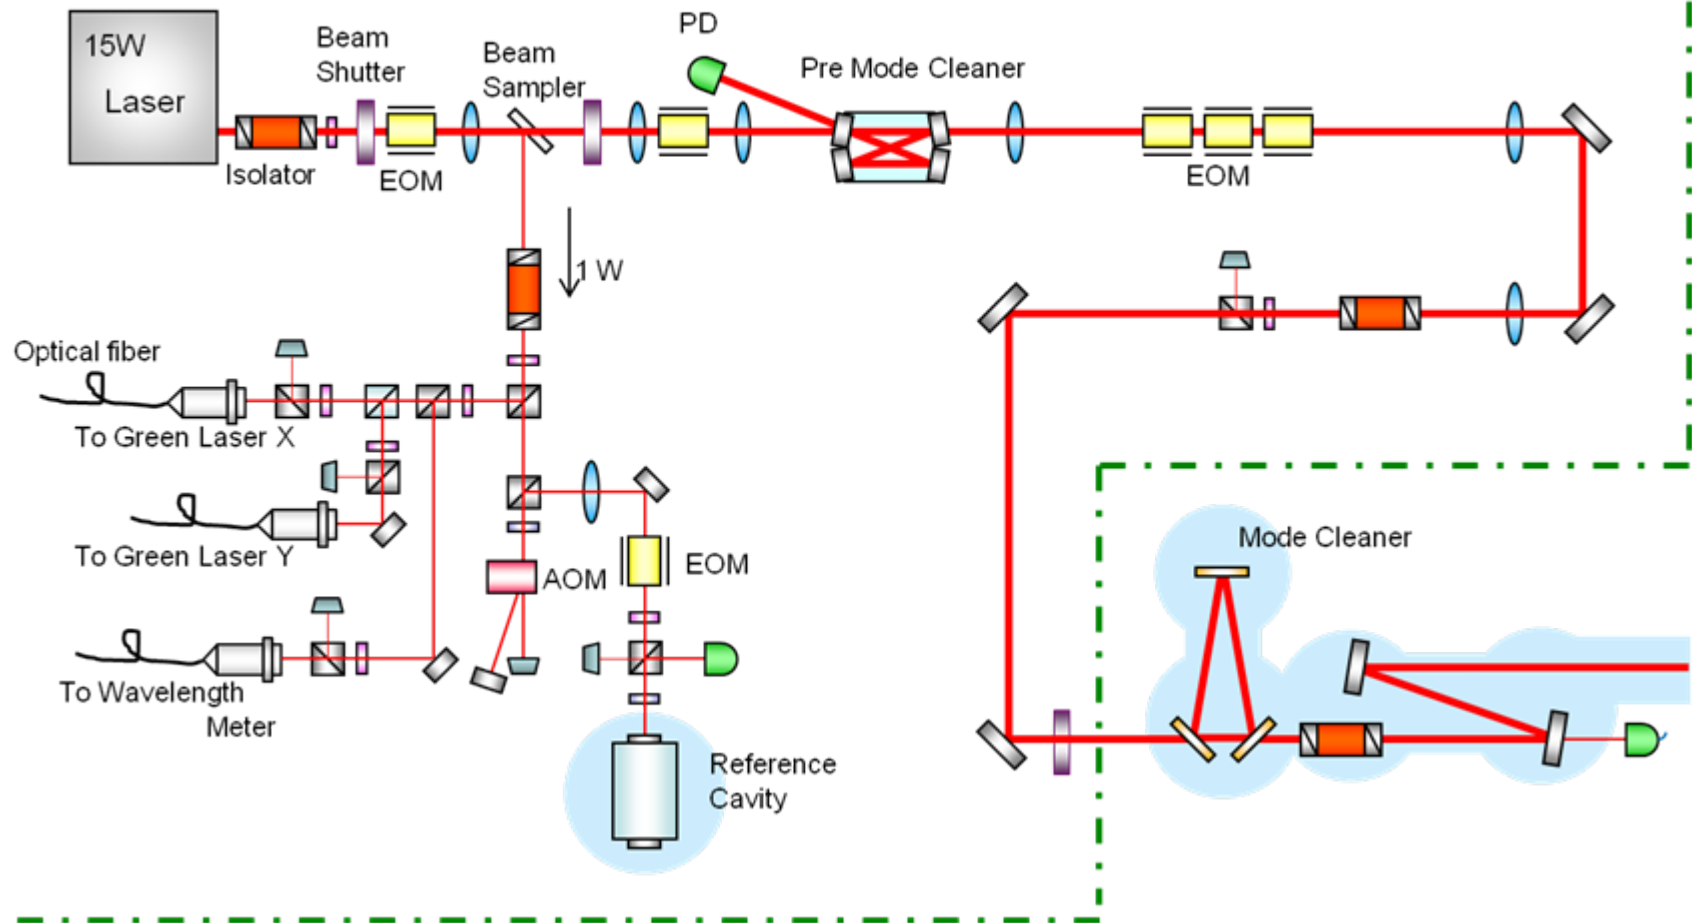 15W
Laser
Beam
Shutter
Beam
Sampler
PD
Pre Mode Cleaner
Isolator
EOM
EOM
1 W
Optical fiber
To Green Laser X
To Green Laser Y
AOM
EOM
Mode Cleaner
To Wavelength
Meter
Reference
Cavity